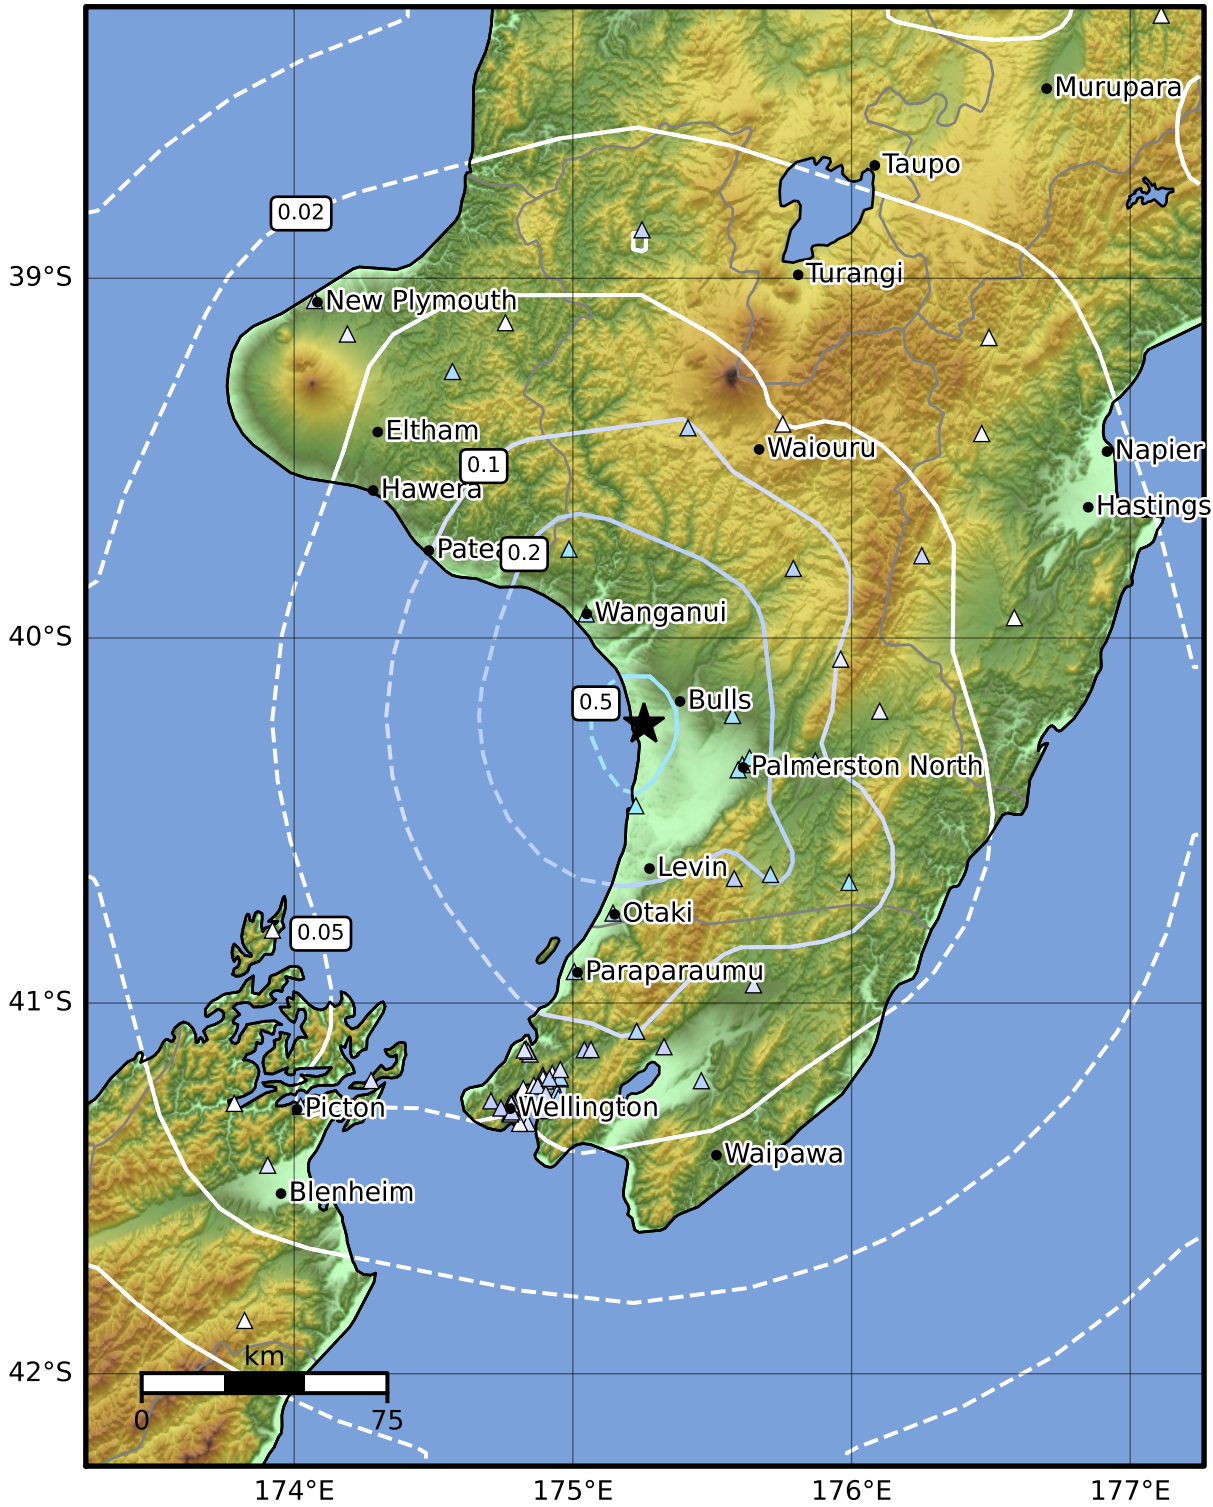 Murupara
Taupo
0.02
39°S
Turangi
New Plymouth
Eltham
Waiouru
Napier
0.1
Hawera
Hastings
Patea
0.2
Wanganui
40°S
0.5
Bulls
Palmerston North
Levin
Otaki
0.05
Paraparaumu
41°S
Picton
Wellington
Waipawa
Blenheim
km
42°S
0
75
174°E
175°E
176°E
177°E